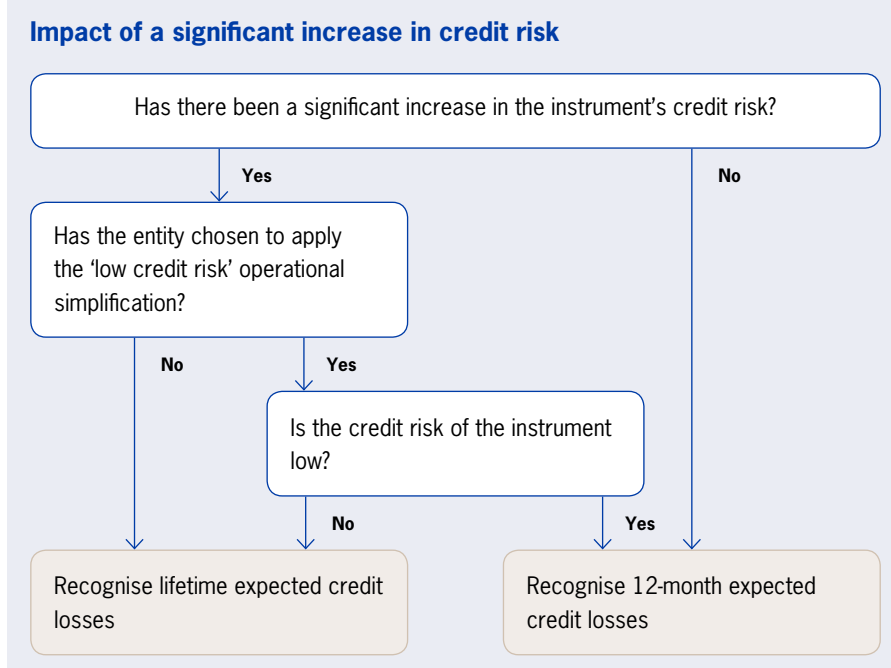 Impact of a significant increase in credit risk
Has there been a significant increase in the instrument’s credit risk?
Yes
No
Has the entity chosen to apply
the ‘low credit risk’ operational
simplification?
No
Yes
Is the credit risk of the instrument
low?
No
Yes
Recognise lifetime expected credit
losses
Recognise 12-month expected
credit losses